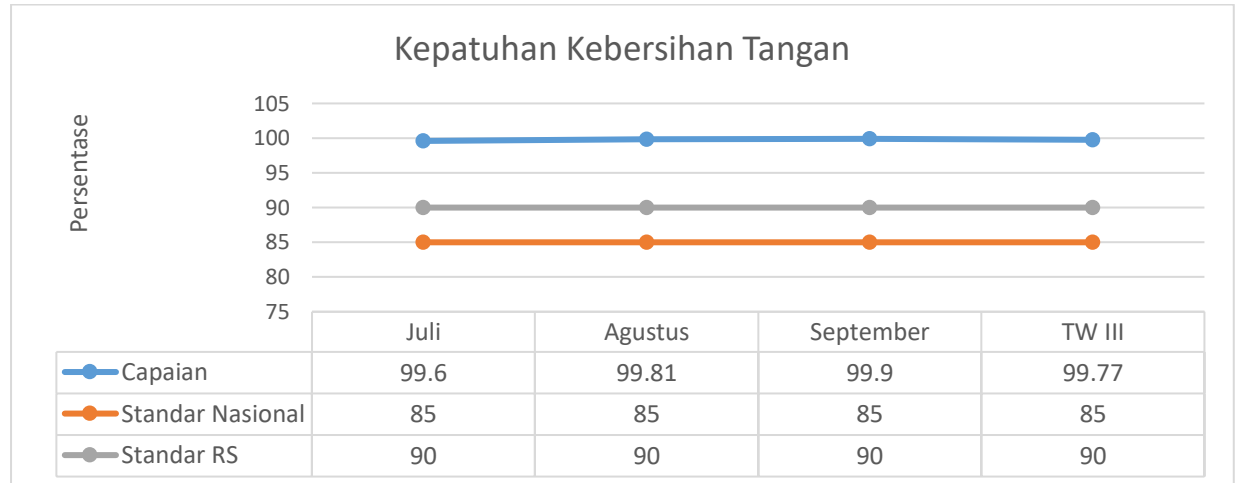 Kepatuhan Kebersihan Tangan
Persentase
105
100
95
90
85
80
75
Juli Agustus September TW III
Capaian 99.6 99.81 99.9 99.77
Standar Nasional 85 85 85 85
Standar RS 90 90 90 90